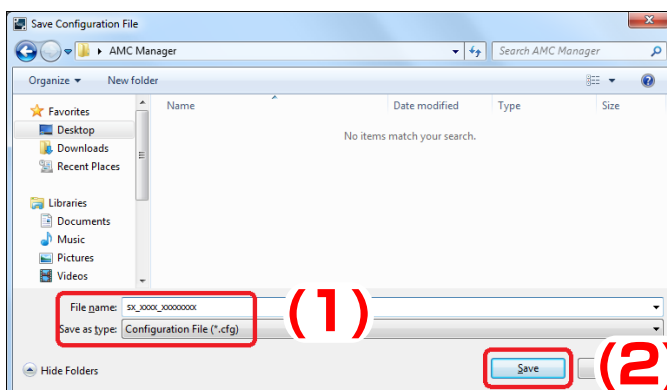 Save Configuration File
AMC Manager
Search AMC Manager
Organize
New folder
Name
Date modified
Type
Size
No items match your search.
Favorites
Desktop
Downloads
Recent Places
Libraries
Documents
Music
Pictures
Videos
File name: sx_xxxx_xxxxxxxx
Save as type: Configuration File (*.cfg)
(1)
Hide Folders
Save
(2)